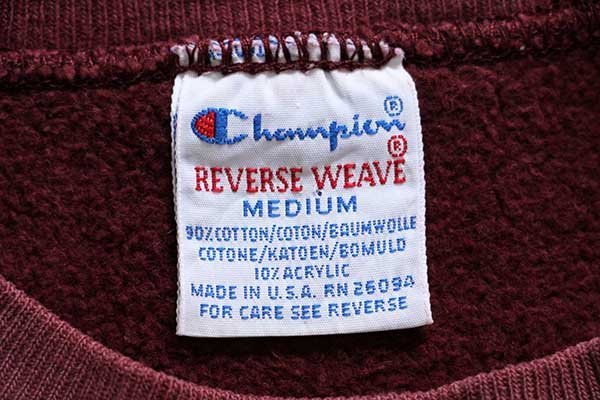 Champion®
REVERSE WEAVE®
MEDIUM
90% COTTON/COTON/BAUMWOLLE
COTONE/KATOEN/BOMULD
10% ACRYLIC
MADE IN U.S.A. RN 26094
FOR CARE SEE REVERSE